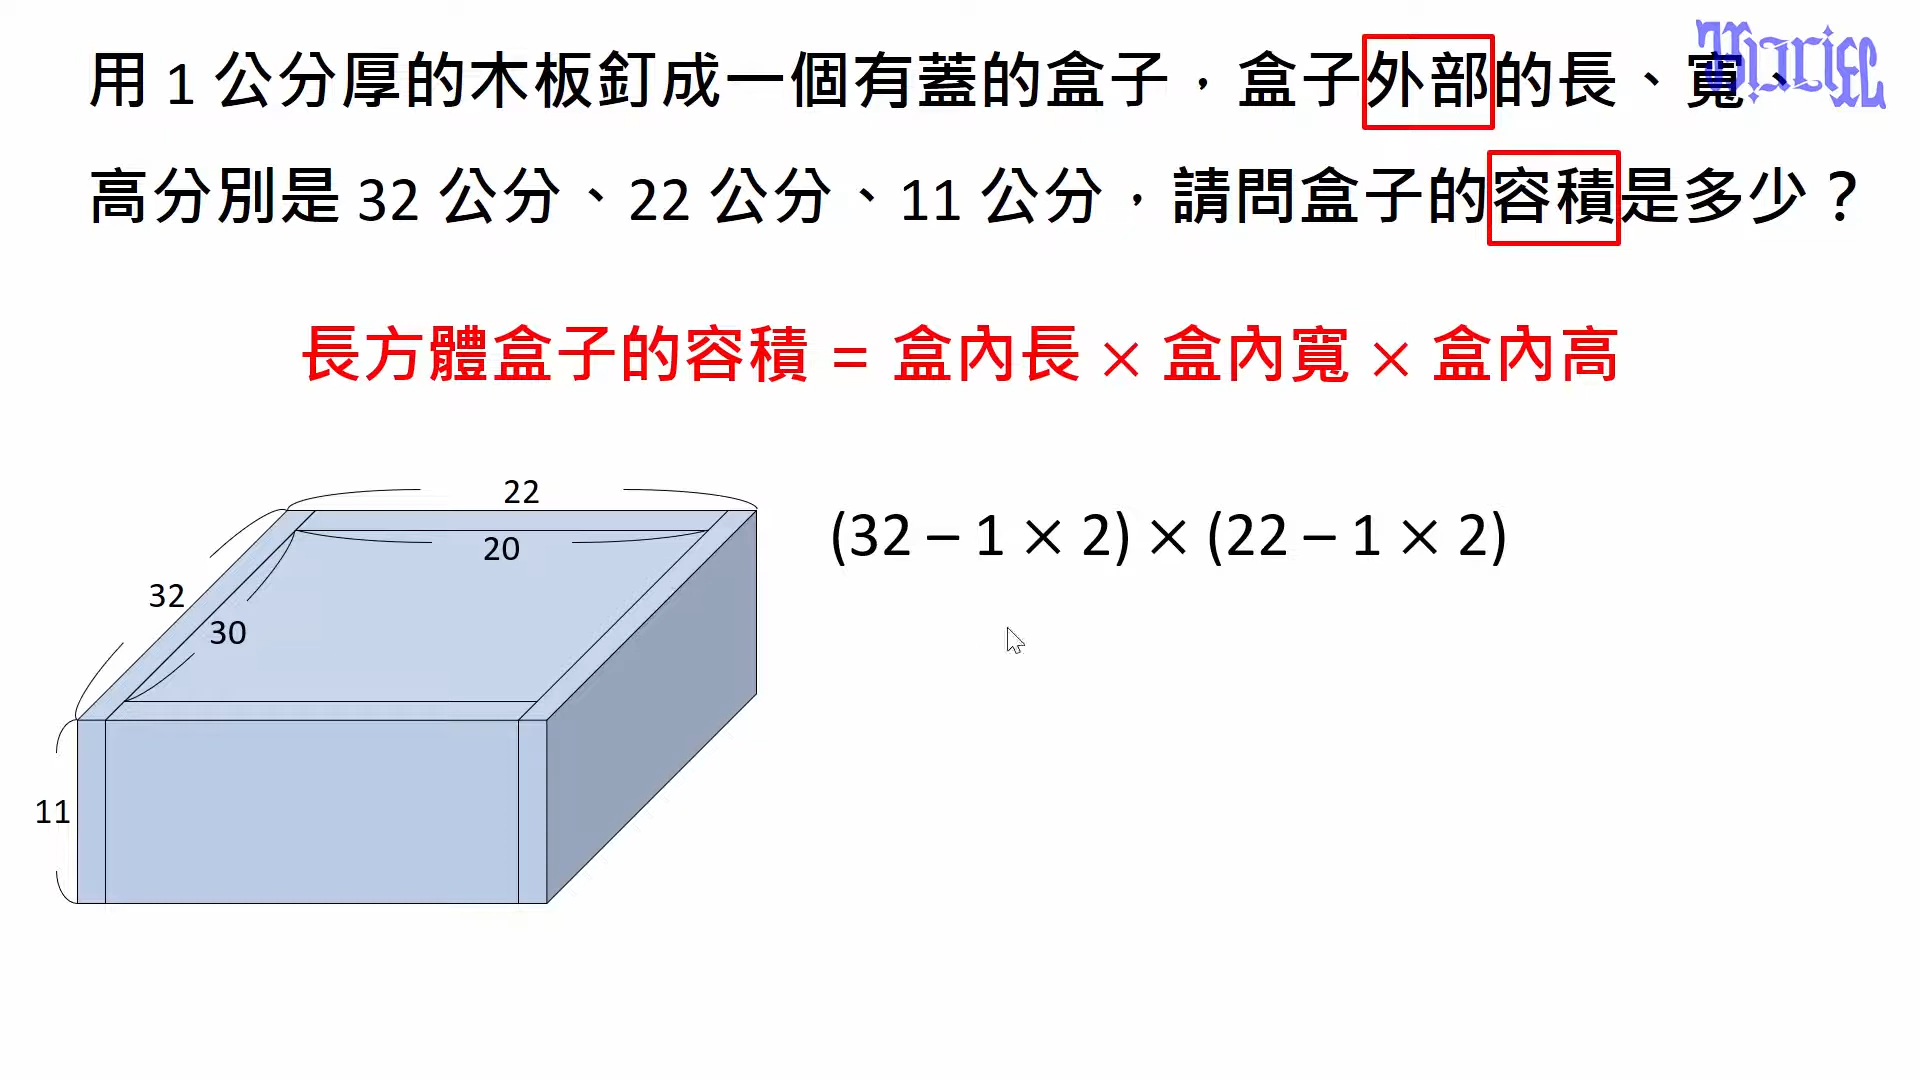 用 1 公分厚的木板釘成一個有蓋的盒子，盒子外部的長、寬、
高分別是 32 公分、22 公分、11 公分，請問盒子的容積是多少？
長方體盒子的容積 = 盒內長 × 盒內寬 × 盒內高
22
20
(32 – 1 × 2) × (22 – 1 × 2)
32
30
11